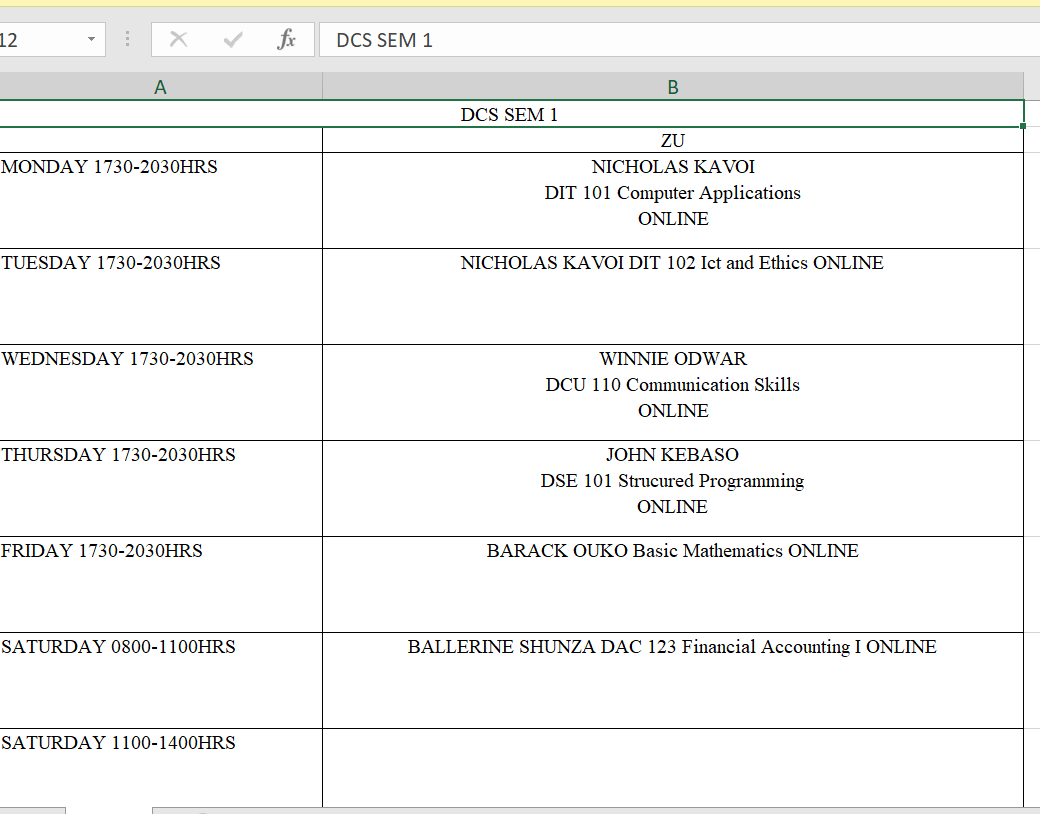 12
fx
DCS SEM 1
A
B
DCS SEM 1
ZU
MONDAY 1730-2030HRS
NICHOLAS KAVOI
DIT 101 Computer Applications
ONLINE
TUESDAY 1730-2030HRS
NICHOLAS KAVOI DIT 102 Ict and Ethics ONLINE
WEDNESDAY 1730-2030HRS
WINNIE ODWAR
DCU 110 Communication Skills
ONLINE
THURSDAY 1730-2030HRS
JOHN KEBASO
DSE 101 Strucured Programming
ONLINE
FRIDAY 1730-2030HRS
BARACK OUKO Basic Mathematics ONLINE
SATURDAY 0800-1100HRS
BALLERINE SHUNZA DAC 123 Financial Accounting I ONLINE
SATURDAY 1100-1400HRS